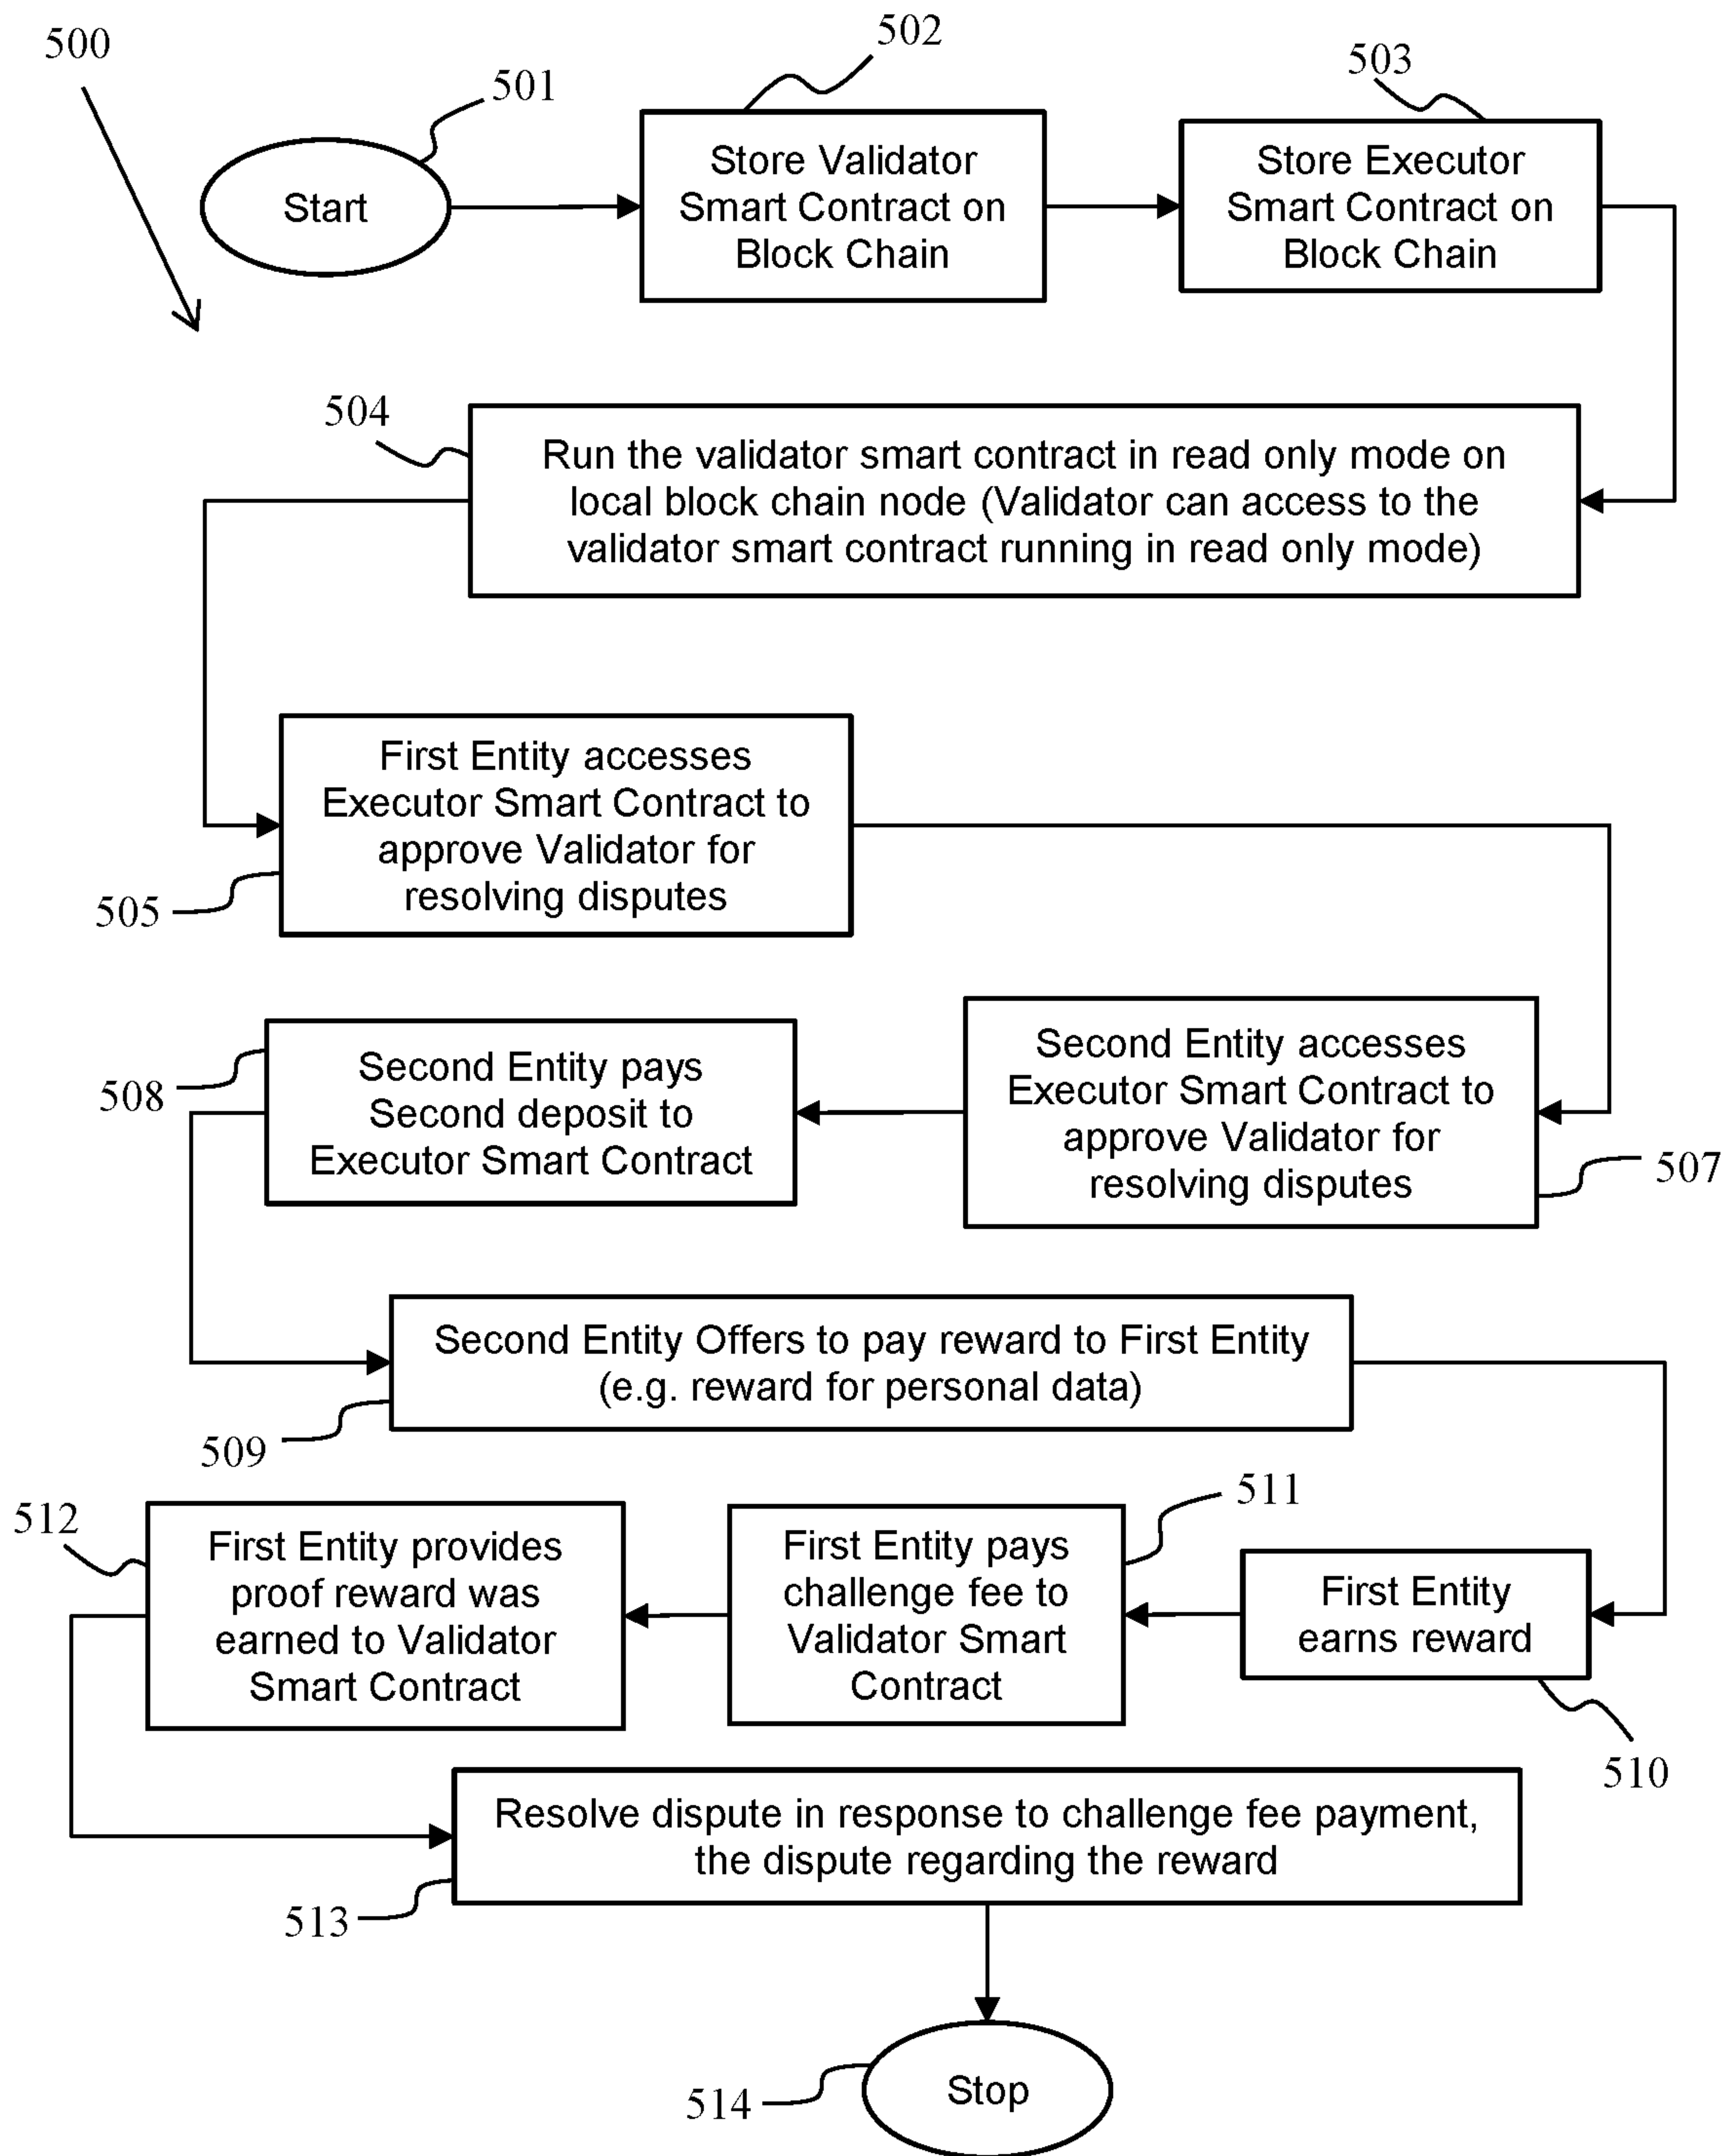 500
501
502
503
Start
Store Validator
Smart Contract on
Block Chain
Store Executor
Smart Contract on
Block Chain
504
Run the validator smart contract in read only mode on
local block chain node (Validator can access to the
validator smart contract running in read only mode)
First Entity accesses
Executor Smart Contract to
approve Validator for
resolving disputes
505
Second Entity accesses
Executor Smart Contract to
approve Validator for
resolving disputes
507
508
Second Entity pays
Second deposit to
Executor Smart Contract
Second Entity Offers to pay reward to First Entity
(e.g. reward for personal data)
509
First Entity
earns reward
510
511
First Entity pays
challenge fee to
Validator Smart
Contract
512
First Entity provides
proof reward was
earned to Validator
Smart Contract
Resolve dispute in response to challenge fee payment,
the dispute regarding the reward
513
Stop
514